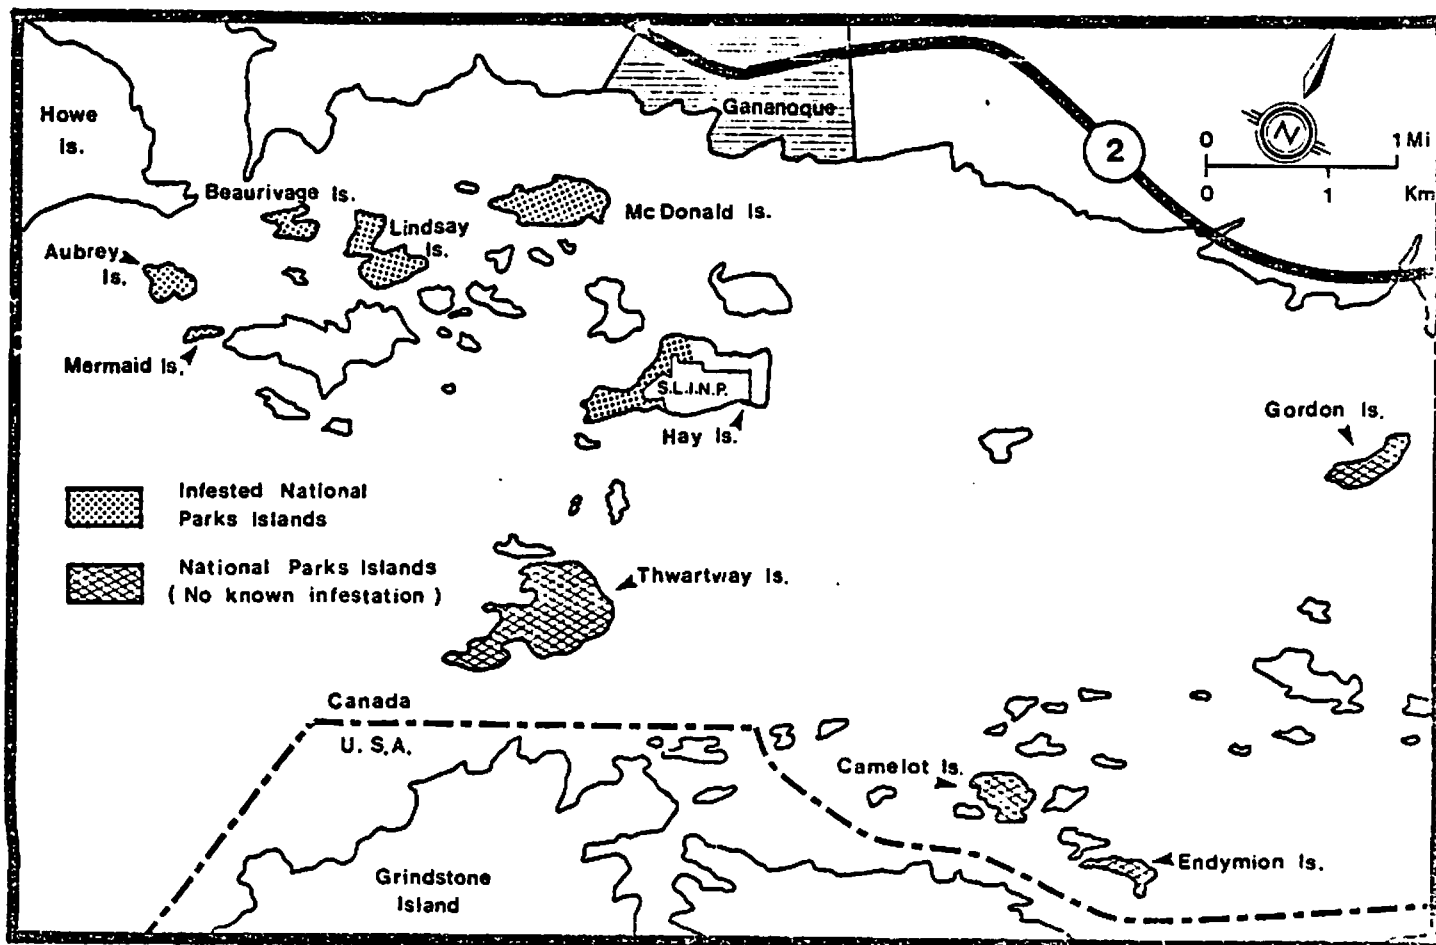 Howe
Is.
Gananoque
2
N
0
1 Mi
0
1
Km
Beaurivage Is.
Lindsay
Is.
McDonald Is.
Aubrey
Is.
Mermaid Is.
S.L.I.N.P.
Hay Is.
Gordon Is.
Infested National
Parks Islands
National Parks Islands
( No known infestation )
Thwartway Is.
Canada
U.S.A.
Camelot Is.
Endymion Is.
Grindstone
Island